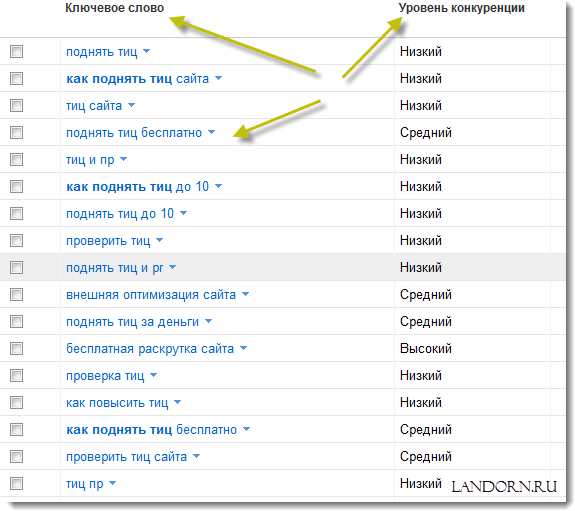 Ключевое слово Уровень конкуренции
поднять тиц Низкий
как поднять тиц сайта Низкий
тиц сайта Низкий
поднять тиц бесплатно Средний
тиц и пр Низкий
как поднять тиц до 10 Низкий
поднять тиц до 10 Низкий
проверить тиц Низкий
поднять тиц и pr Низкий
внешняя оптимизация сайта Средний
поднять тиц за деньги Средний
бесплатная раскрутка сайта Высокий
проверка тиц Низкий
как повысить тиц Низкий
как поднять тиц бесплатно Средний
проверить тиц сайта Средний
тиц пр Низкий
LANDORN.RU